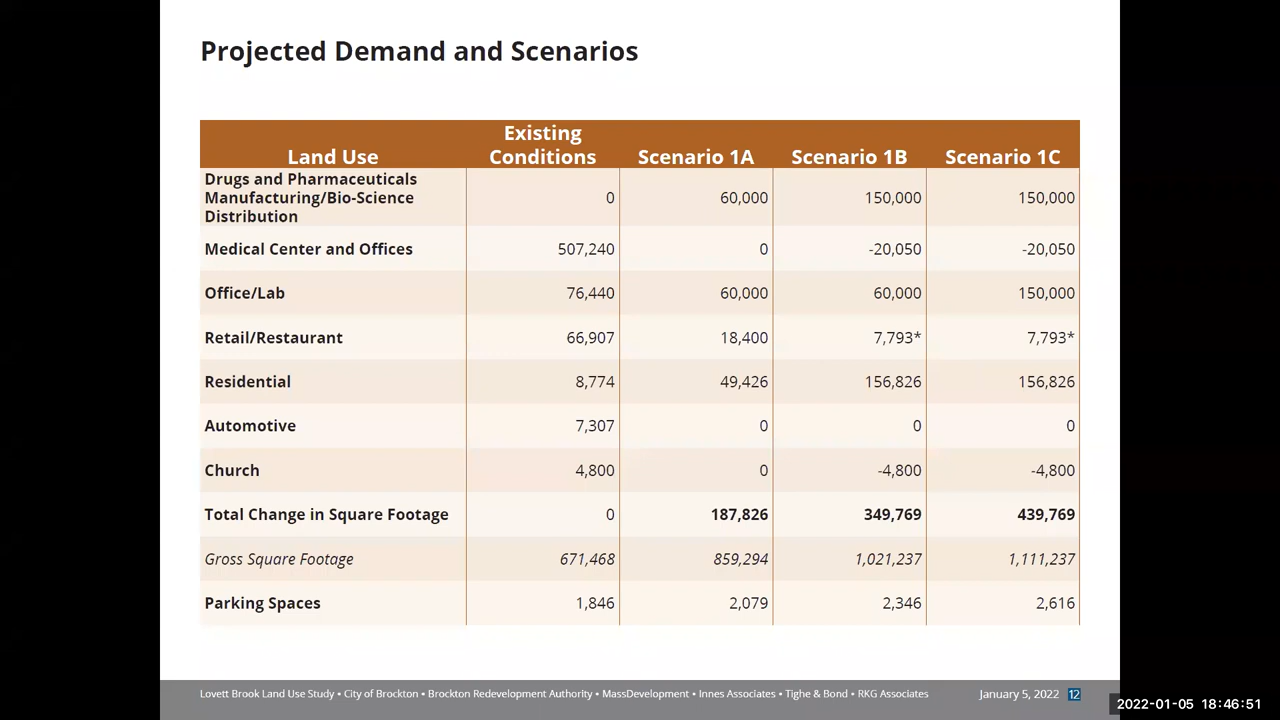 Projected Demand and Scenarios
Land Use Existing Conditions Scenario 1A Scenario 1B Scenario 1C
Drugs and Pharmaceuticals Manufacturing/Bio-Science Distribution 0 60,000 150,000 150,000
Medical Center and Offices 507,240 0 -20,050 -20,050
Office/Lab 76,440 60,000 60,000 150,000
Retail/Restaurant 66,907 18,400 7,793* 7,793*
Residential 8,774 49,426 156,826 156,826
Automotive 7,307 0 0 0
Church 4,800 0 -4,800 -4,800
Total Change in Square Footage 0 187,826 349,769 439,769
Gross Square Footage 671,468 859,294 1,021,237 1,111,237
Parking Spaces 1,846 2,079 2,346 2,616
Lovett Brook Land Use Study • City of Brockton • Brockton Redevelopment Authority • MassDevelopment • Innes Associates • Tighe & Bond • RKG Associates January 5, 2022 12
2022-01-05 18:46:51